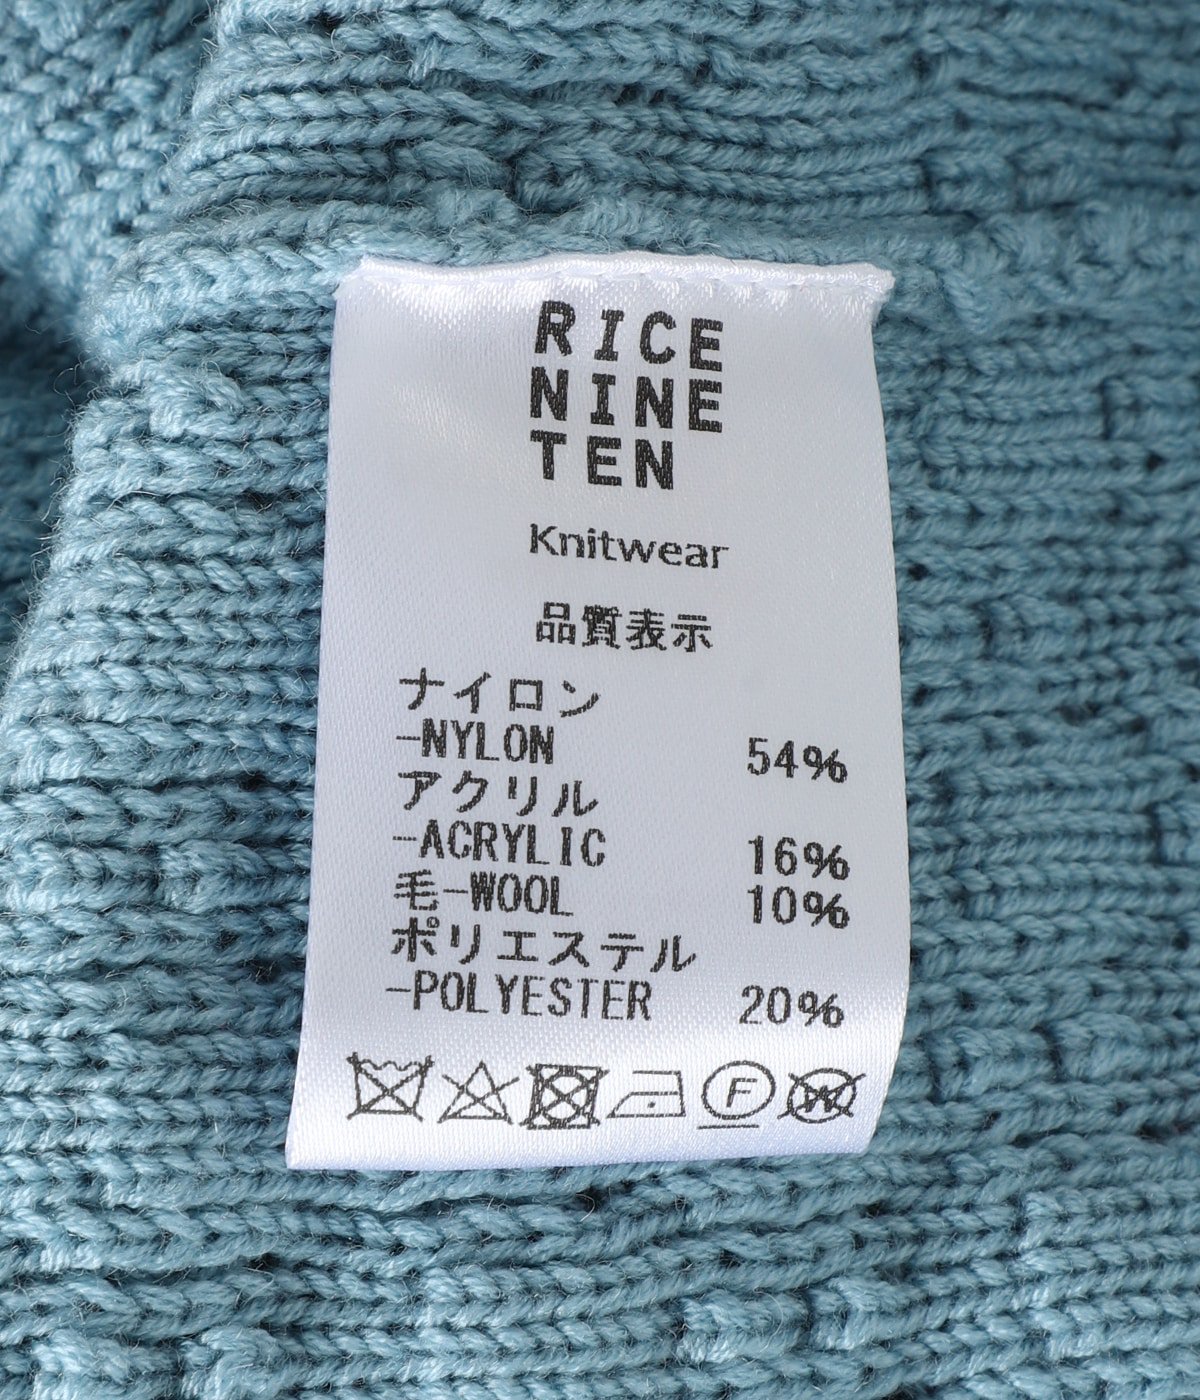 RICE
NINE
TEN
Knitwear
品質表示
ナイロン
-NYLON 54%
アクリル
-ACRYLIC 16%
毛-WOOL 10%
ポリエステル
-POLYESTER 20%
F W